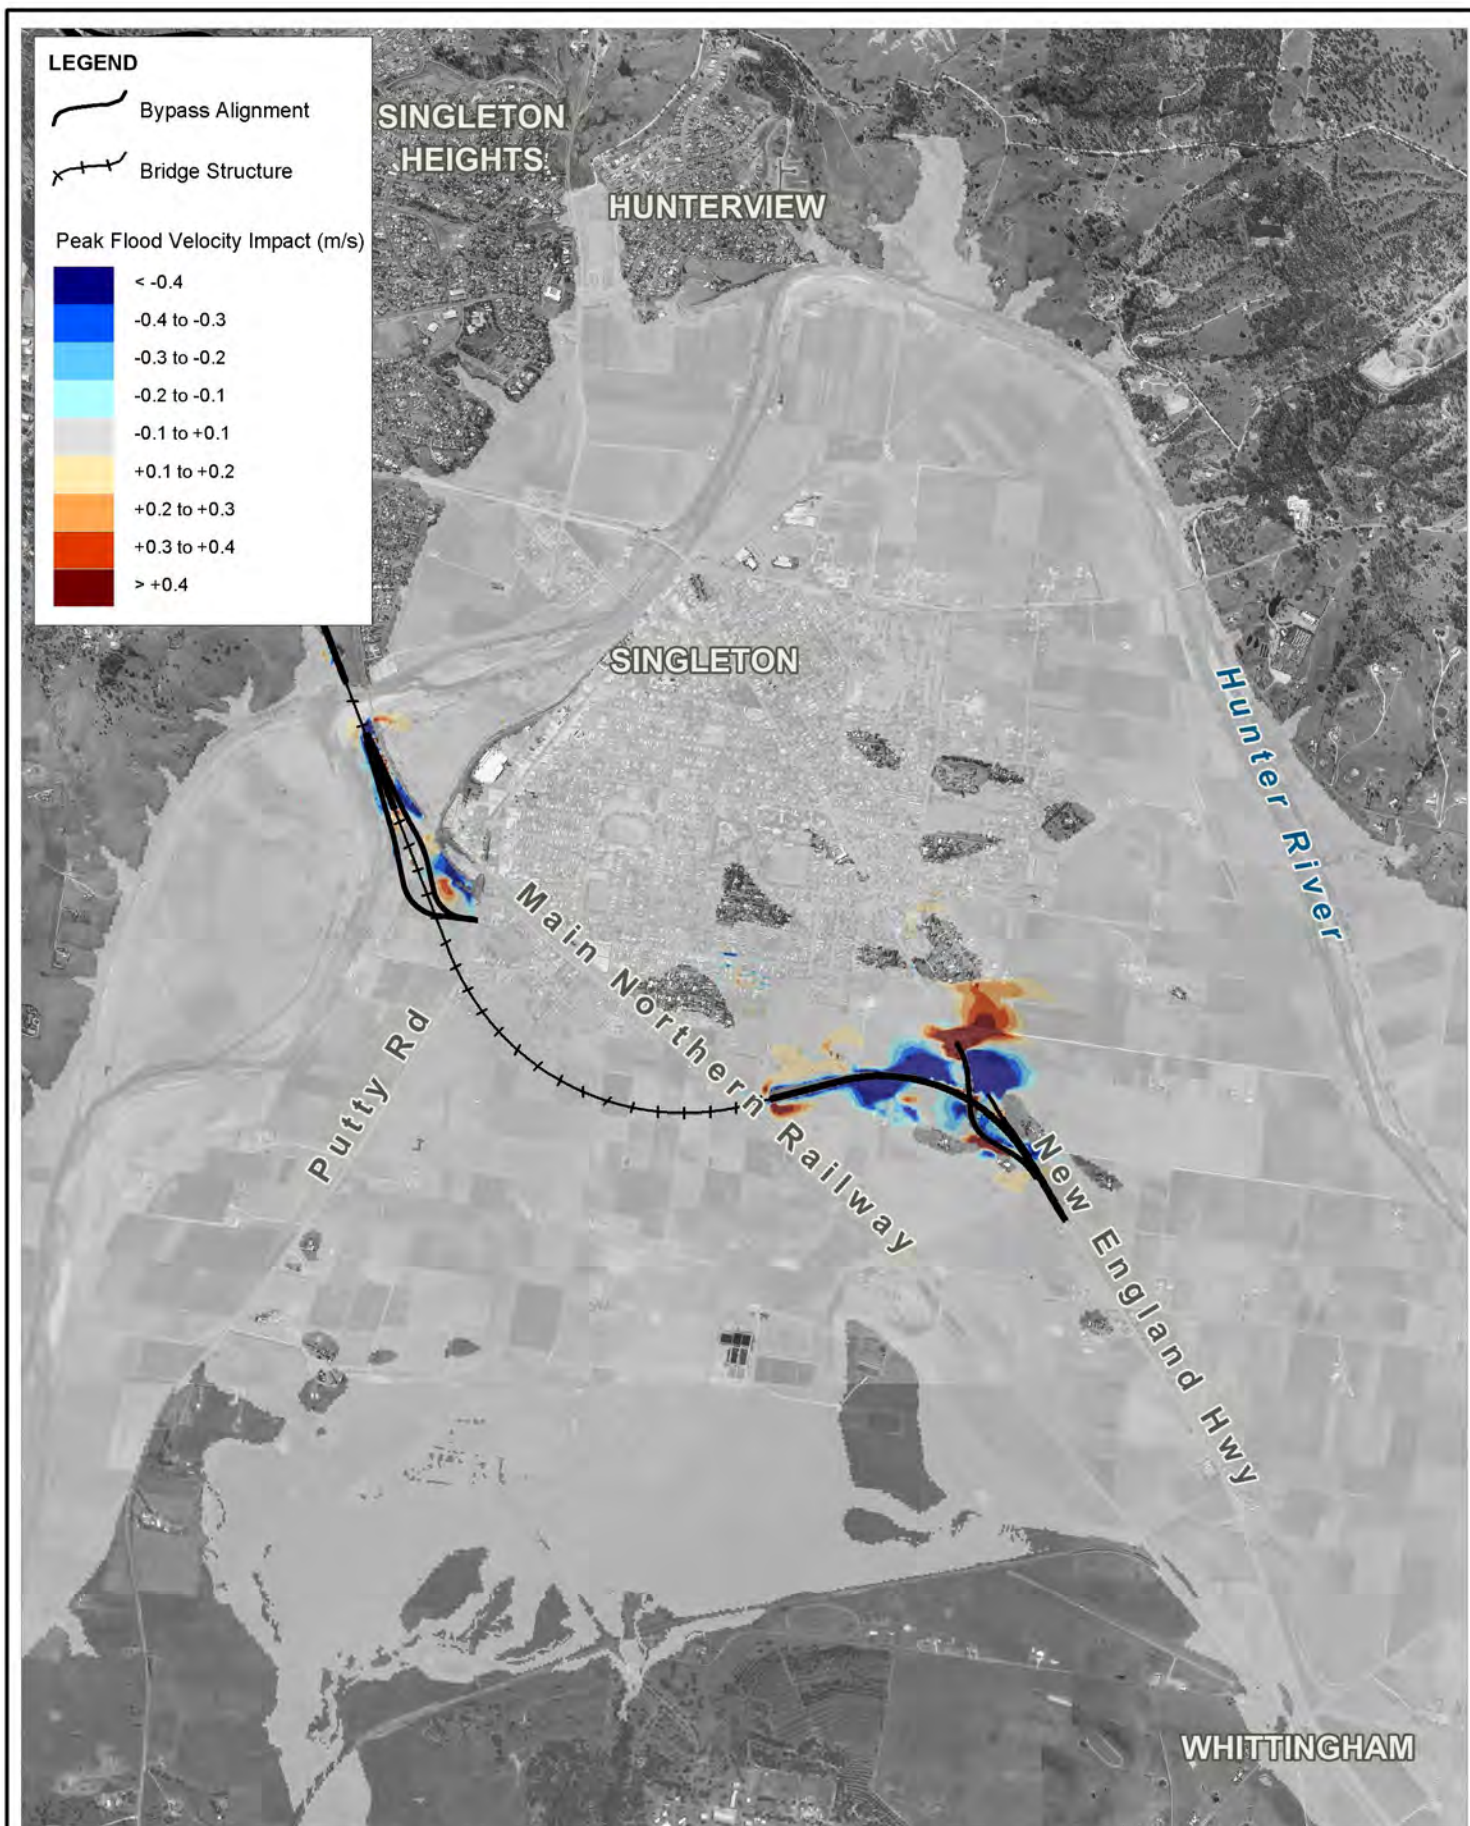 LEGEND
Bypass Alignment
Bridge Structure
Peak Flood Velocity Impact (m/s)
< -0.4
-0.4 to -0.3
-0.3 to -0.2
-0.2 to -0.1
-0.1 to +0.1
+0.1 to +0.2
+0.2 to +0.3
+0.3 to +0.4
> +0.4
SINGLETON
HEIGHTS
HUNTERVIEW
SINGLETON
Hunter River
Main Northern Railway
Putty Rd
New England Hwy
WHITTINGHAM